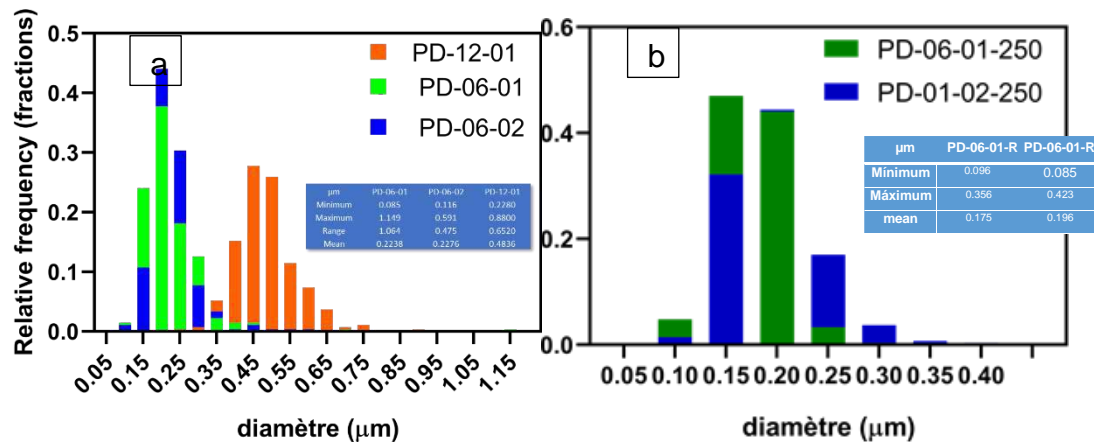 a
PD-12-01
PD-06-01
PD-06-02
µm PD-06-01 PD-06-02 PD-12-01
Minimum 0.085 0.116 0.2280
Maximum 1.149 0.591 0.8800
Range 1.064 0.475 0.6520
Mean 0.2238 0.2276 0.4836
Relative frequency (fractions)
0.5
0.4
0.3
0.2
0.1
0.0
0.05 0.15 0.25 0.35 0.45 0.55 0.65 0.75 0.85 0.95 1.05 1.15
diamètre (µm)
b
PD-06-01-250
PD-01-02-250
µm PD-06-01-R PD-06-01-R
Mínimum 0.096 0.085
Máximum 0.356 0.423
mean 0.175 0.196
0.6
0.4
0.2
0.0
0.05 0.10 0.15 0.20 0.25 0.30 0.35 0.40
diamètre (µm)